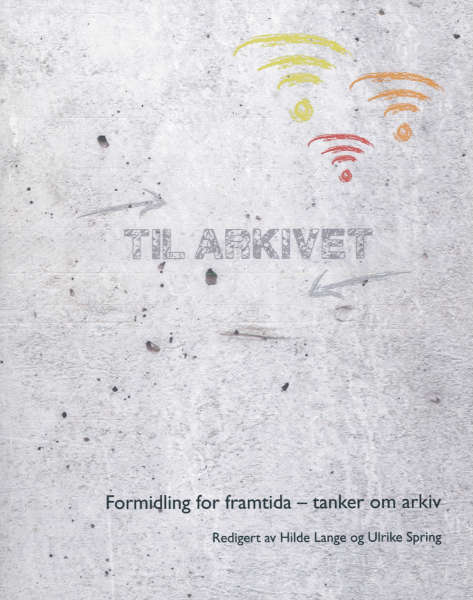 TIL ARKIVET
Formidling for framtida – tanker om arkiv
Redigert av Hilde Lange og Ulrike Spring